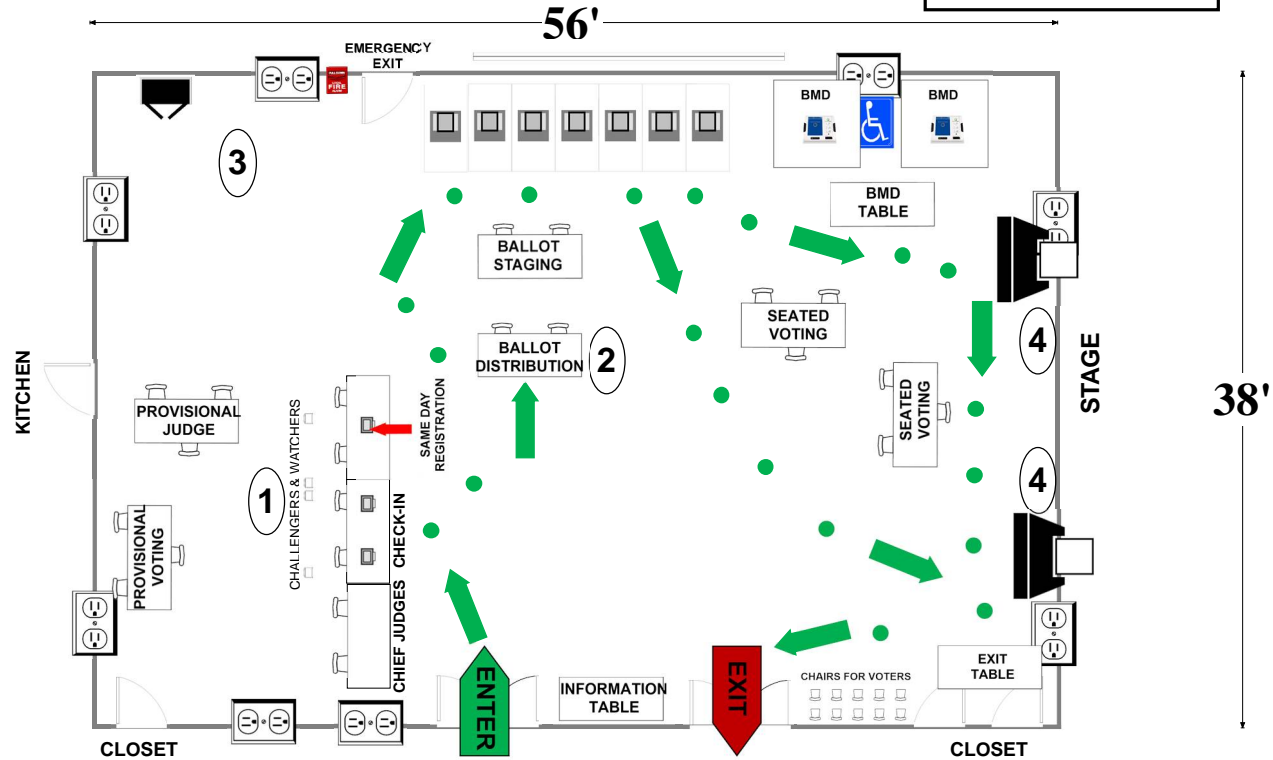 56'
EMERGENCY
EXIT
FIRE
BMD
BMD
3
BMD
TABLE
BALLOT
STAGING
SEATED
VOTING
BALLOT
DISTRIBUTION
2
4
STAGE
38'
KITCHEN
PROVISIONAL
JUDGE
SAME DAY
REGISTRATION
SEATED
VOTING
CHALLENGERS & WATCHERS
1
CHECK-IN
4
PROVISIONAL
VOTING
CHIEF JUDGES
ENTER
INFORMATION
TABLE
EXIT
CHAIRS FOR VOTERS
EXIT
TABLE
CLOSET
CLOSET